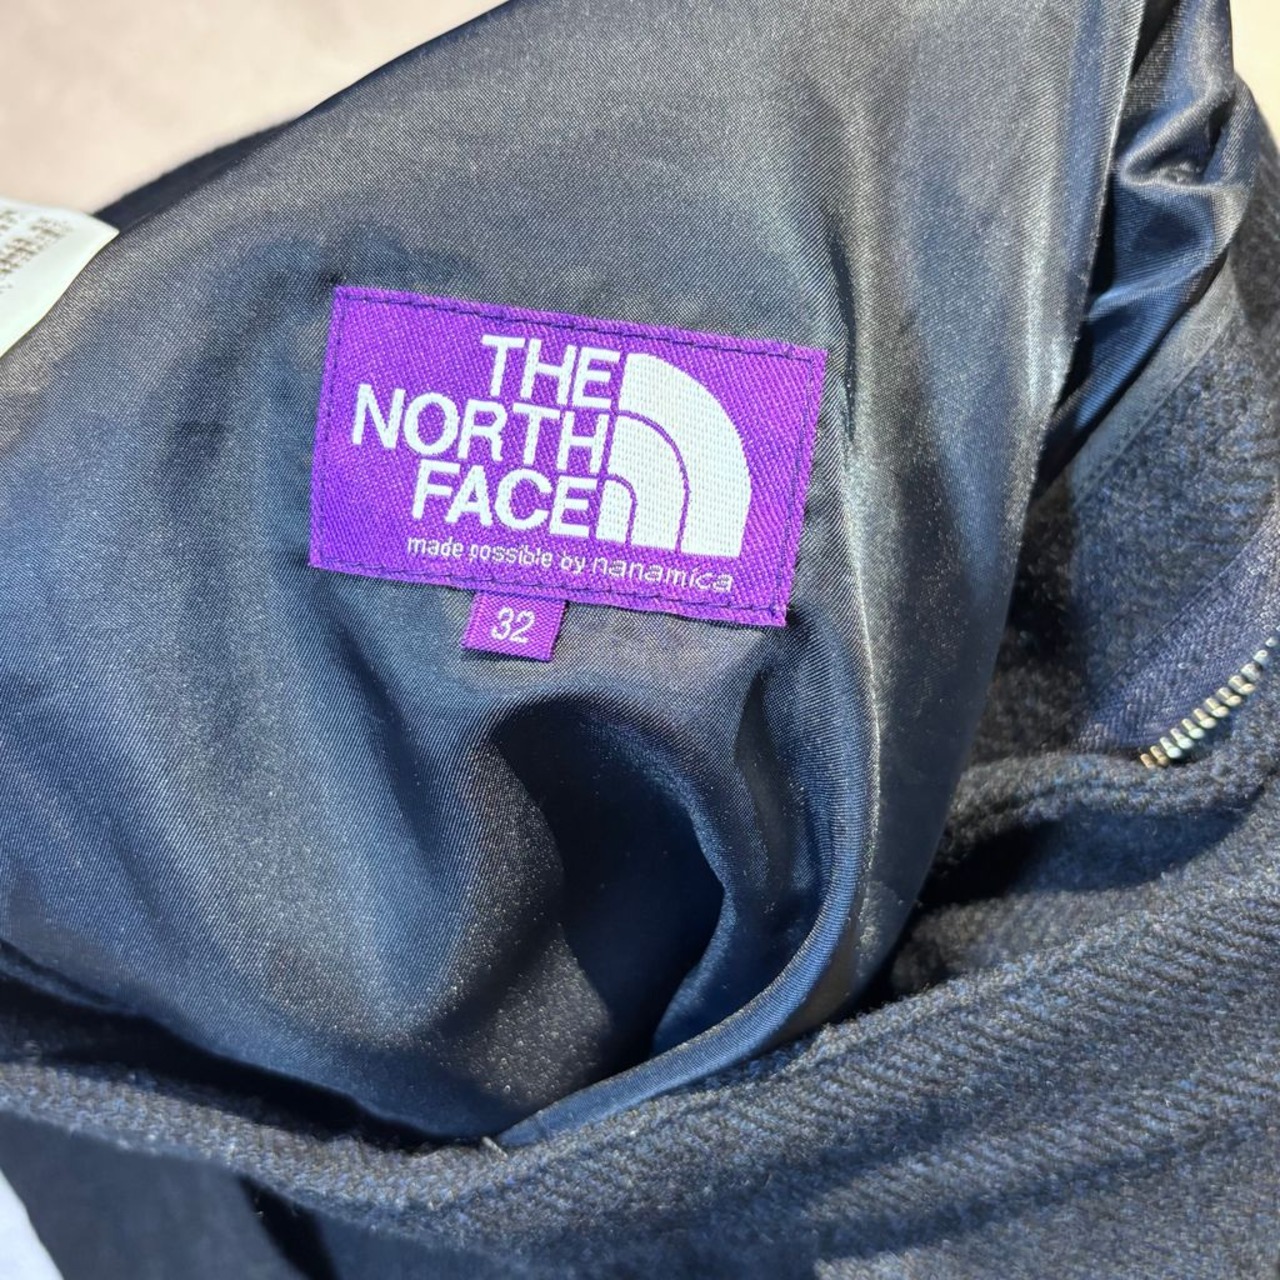 THE
NORTH
FACE
made possible by nanamica
32